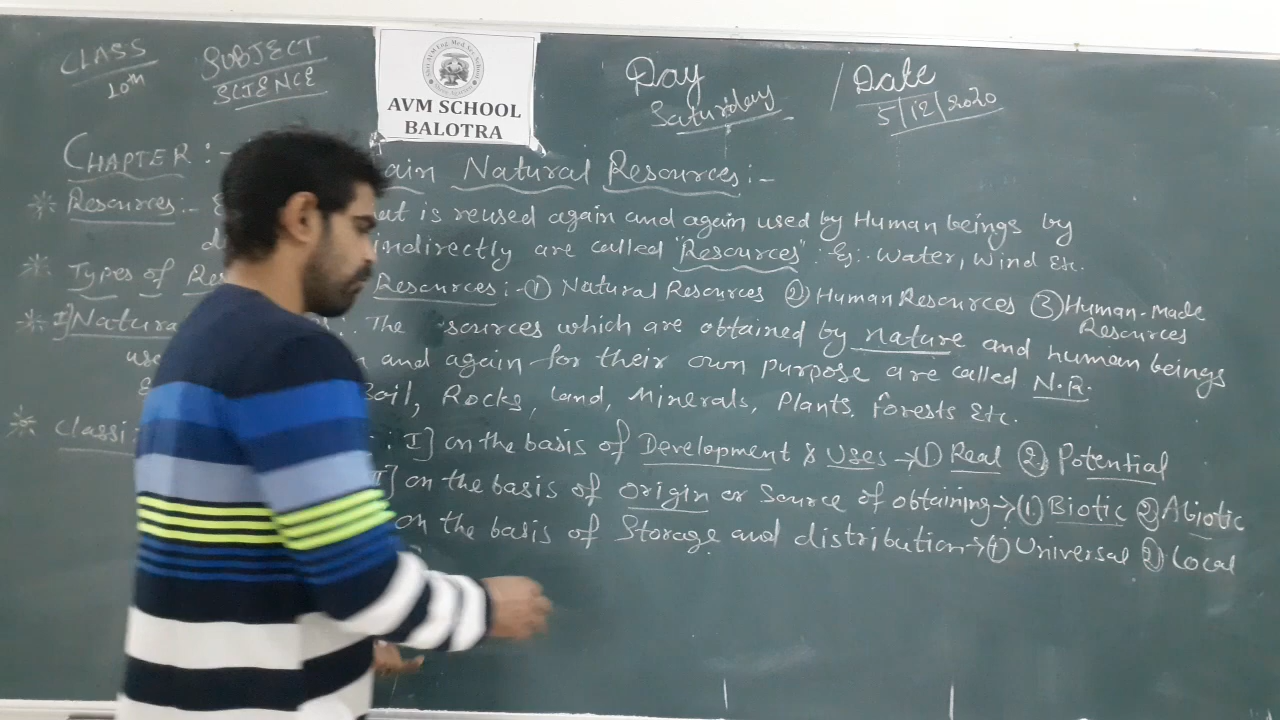 CLASS
10th
SUBJECT
SCIENCE
AVM SCHOOL
BALOTRA
Day
Saturday
/ Date
5/12/2020
CHAPTER :-
ain Natural Resources:-
Resources:- at is reused again and again used by Human beings by
indirectly are called "Resources". Eg:- Water, Wind Etc.
Types of Res Resources:- ① Natural Resources ② Human Resources ③ Human-made Resources
I] Natura :. The sources which are obtained by nature and human beings
use and again for their own purpose are called N.R.
Soil, Rocks, Land, Minerals, Plants, Forests Etc.
Classi : I] on the basis of Development & Uses → ① Real ② Potential
II] on the basis of origin or Source of obtaining → ① Biotic ② Abiotic
on the basis of Storage and distribution → ① Universal ② Local